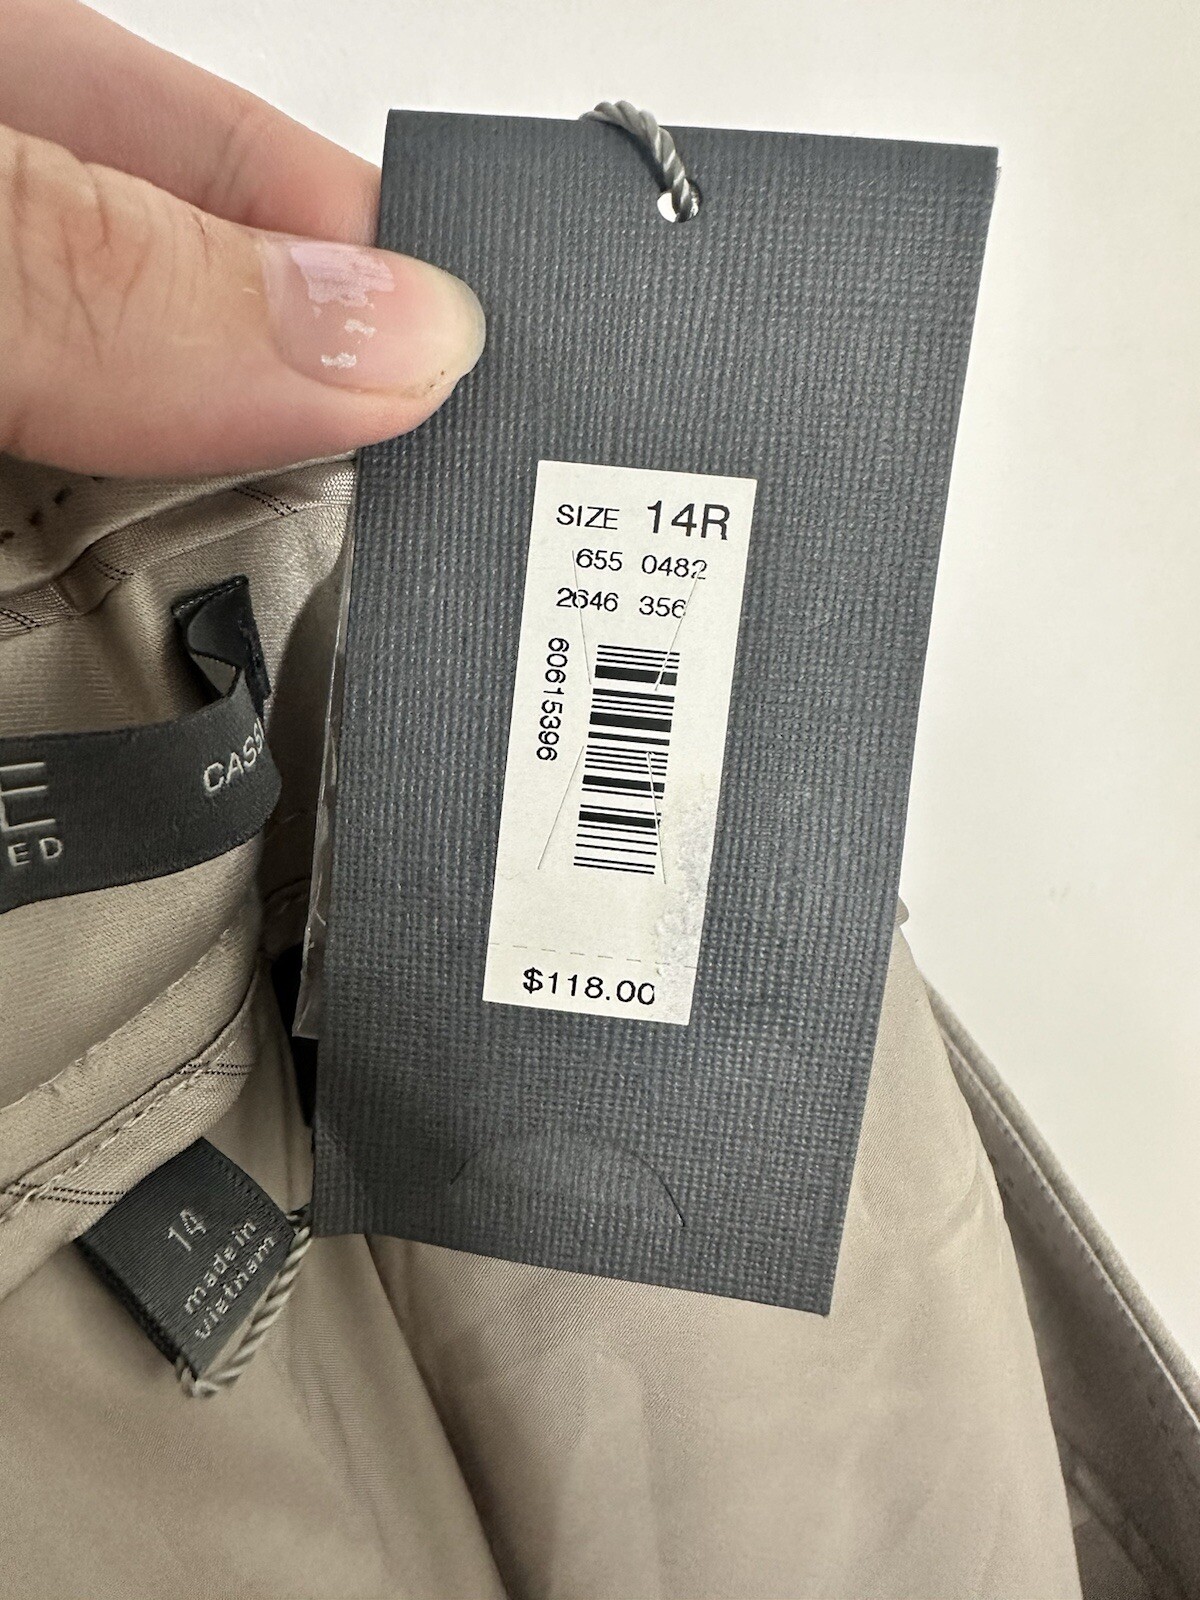 SIZE 14R
655 0482
2646 356
60615396
$118.00
CASS
E
ED
14
made in
vietnam